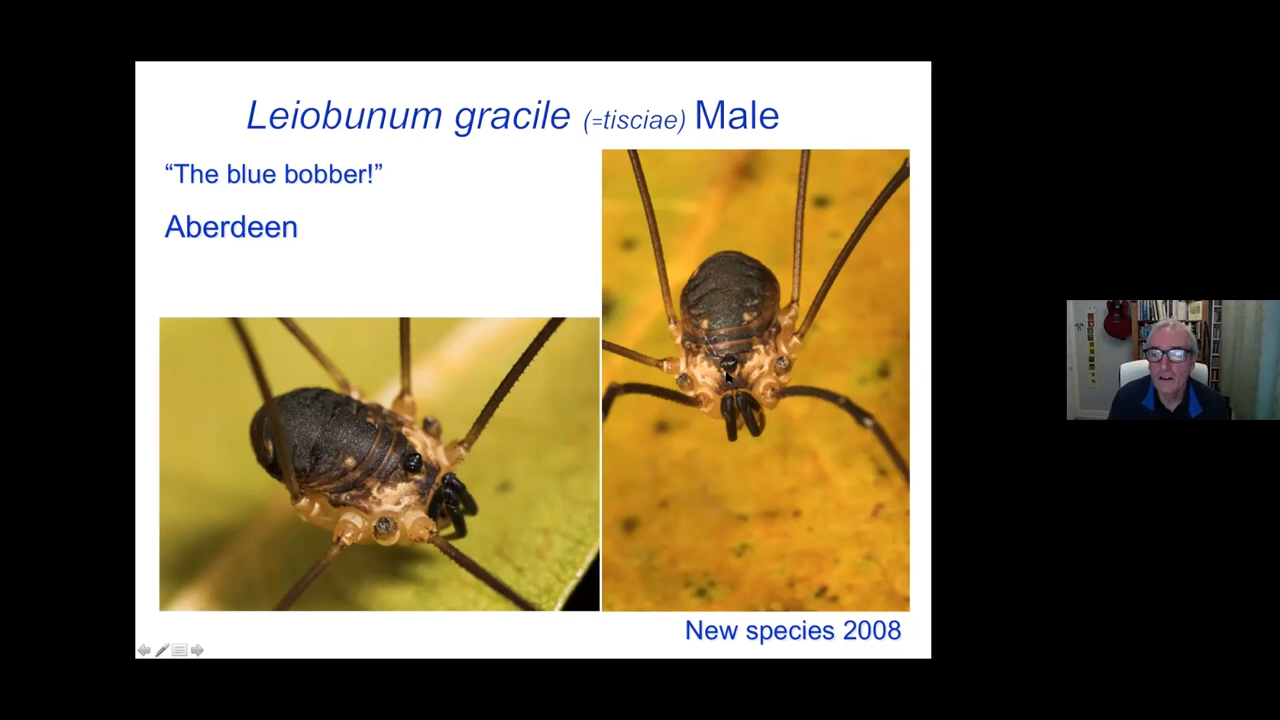 Leiobunum gracile (=tisciae) Male
“The blue bobber!”
Aberdeen
New species 2008